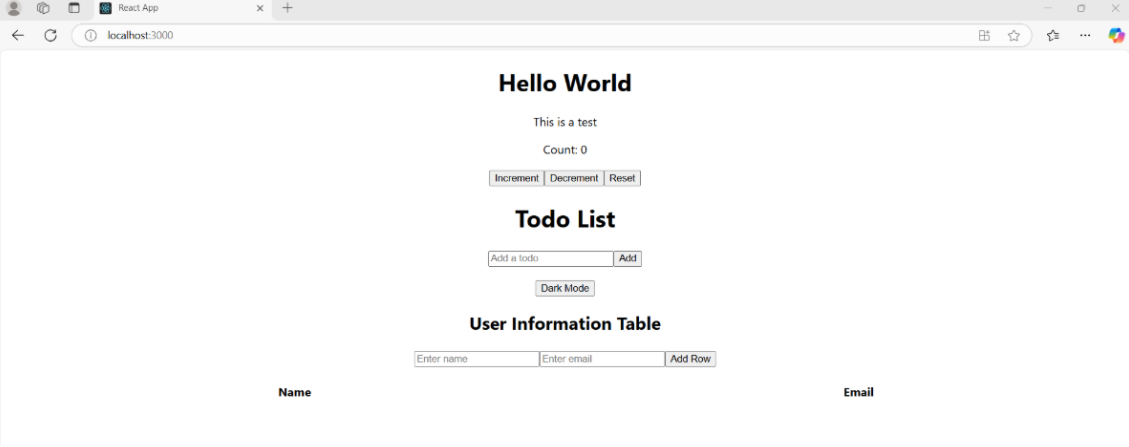 React App
localhost:3000
Hello World
This is a test
Count: 0
Increment Decrement Reset
Todo List
Add a todo Add
Dark Mode
User Information Table
Enter name Enter email Add Row
Name Email